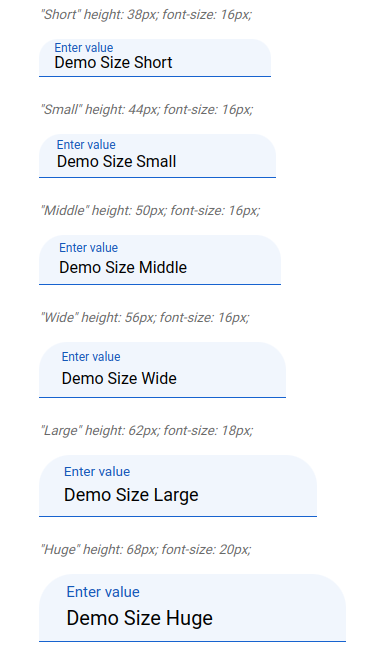 "Short" height: 38px; font-size: 16px;
Enter value
Demo Size Short
"Small" height: 44px; font-size: 16px;
Enter value
Demo Size Small
"Middle" height: 50px; font-size: 16px;
Enter value
Demo Size Middle
"Wide" height: 56px; font-size: 16px;
Enter value
Demo Size Wide
"Large" height: 62px; font-size: 18px;
Enter value
Demo Size Large
"Huge" height: 68px; font-size: 20px;
Enter value
Demo Size Huge